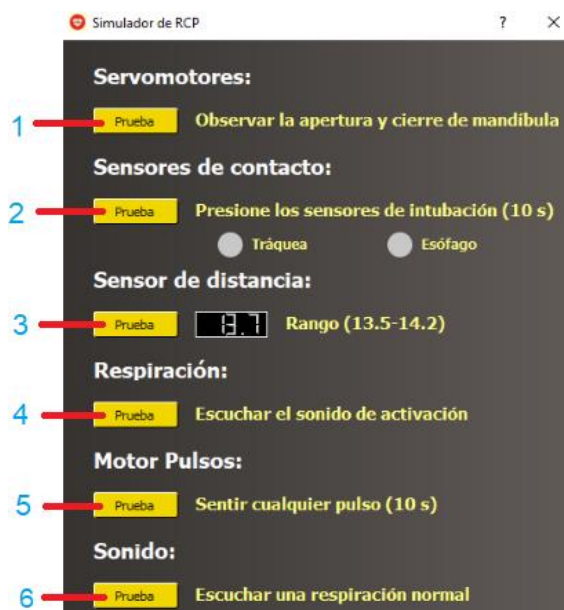 Simulador de RCP ? ×
Servomotores:
1 Prueba Observar la apertura y cierre de mandíbula
Sensores de contacto:
2 Prueba Presione los sensores de intubación (10 s)
Tráquea Esófago
Sensor de distancia:
3 Prueba 13.7 Rango (13.5-14.2)
Respiración:
4 Prueba Escuchar el sonido de activación
Motor Pulsos:
5 Prueba Sentir cualquier pulso (10 s)
Sonido:
6 Prueba Escuchar una respiración normal